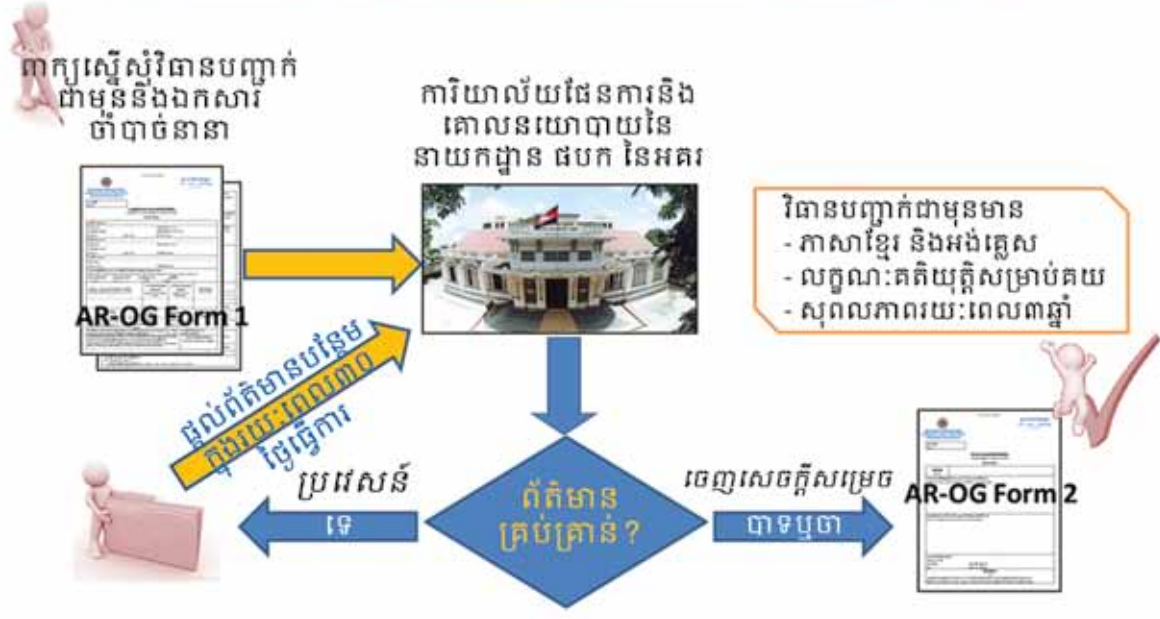 ពាក្យស្នើសុំវិធានបញ្ជាក់
ជាមុននិងឯកសារ
ចាំបាច់នានា
AR-OG Form 1
ការិយាល័យផែនការនិង
គោលនយោបាយនៃ
នាយកដ្ឋាន ផបក នៃអគរ
វិធានបញ្ជាក់ជាមុនមាន
- ភាសាខ្មែរ និងអង់គ្លេស
- លក្ខណៈគតិយុត្តិសម្រាប់គយ
- សុពលភាពរយៈពេល៣ឆ្នាំ
ផ្តល់ព័ត៌មានបន្ថែម
ក្នុងរយៈពេល៣០
ថ្ងៃធ្វើការ
ព័ត៌មាន
គ្រប់គ្រាន់?
ប្រវេសន៍
ទេ
ចេញសេចក្តីសម្រេច
បាទឬចា
AR-OG Form 2